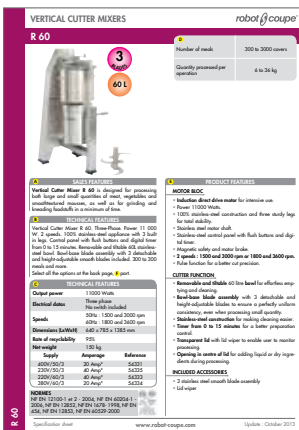 VERTICAL CUTTER MIXERS
robot coupe®
R 60
3
BLADES
60 L
D
Number of meals 300 to 3000 covers
Quantity processed per operation 6 to 36 kg
A SALES FEATURES
Vertical Cutter Mixer R 60 is designed for processing
both large and small quantities of meat, vegetables and
smooth-textured mousses, as well as for grinding and
kneading foodstuffs in a minimum of time.
B TECHNICAL FEATURES
Vertical Cutter Mixer R 60. Three-Phase. Power 11 000
W. 2 speeds. 100% stainless-steel appliance with 3 built
in legs. Control panel with flush buttons and digital timer
from 0 to 15 minutes. Removable and tiltable 60L stainless-
steel bowl. Bowl-base blade assembly with 3 detachable
and height-adjustable smooth blades included. 300 to 3000
meals and more.
Select all the options at the back page, F part.
C TECHNICAL FEATURES
Output power 11000 Watts
Electrical datas Three phase
No switch included
Speeds 50Hz : 1500 and 3000 rpm
60Hz : 1800 and 3600 rpm
Dimensions (LxWxH) 640 x 785 x 1385 mm
Rate of recyclability 95%
Net weight 150 kg
Supply Amperage Reference
400V/50/3 20 Amp* 54331
220V/60/3 40 Amp* 54332
380V/60/3 20 Amp* 54334
NORMES
E PRODUCT FEATURES
MOTOR BLOC
• Induction direct drive motor for intensive use.
• Power 11000 Watts.
• 100% stainless-steel construction and three sturdy legs
for total stability.
• Stainless steel motor shaft
• Stainless-steel control panel with flush buttons and digi-
tal timer.
• Magnetic safety and motor brake.
• 2 speeds : 1500 and 3000 rpm or 1800 and 3600 rpm.
• Pulse function for a better cut precision.
CUTTER FUNCTION
• Removable and tiltable 60 litre bowl for effortless emp-
tying and cleaning.
• Bowl-base blade assembly with 3 detachable and
height-adjustable blades to ensure a perfectly uniform
consistency, even when processing small quantity.
• Stainless-steel construction for making cleaning easier.
• Timer from 0 to 15 minutes for a better preparation
control.
• Transparent lid with lid wiper to enable user to monitor
processing.
• Opening in centre of lid for adding liquid or dry ingre-
dients during processing.
INCLUDED ACCESSORIES
• 3 stainless steel smooth blade assembly
• Lid wiper
R 60
Specification sheet www.robot-coupe.com Update : October 2013